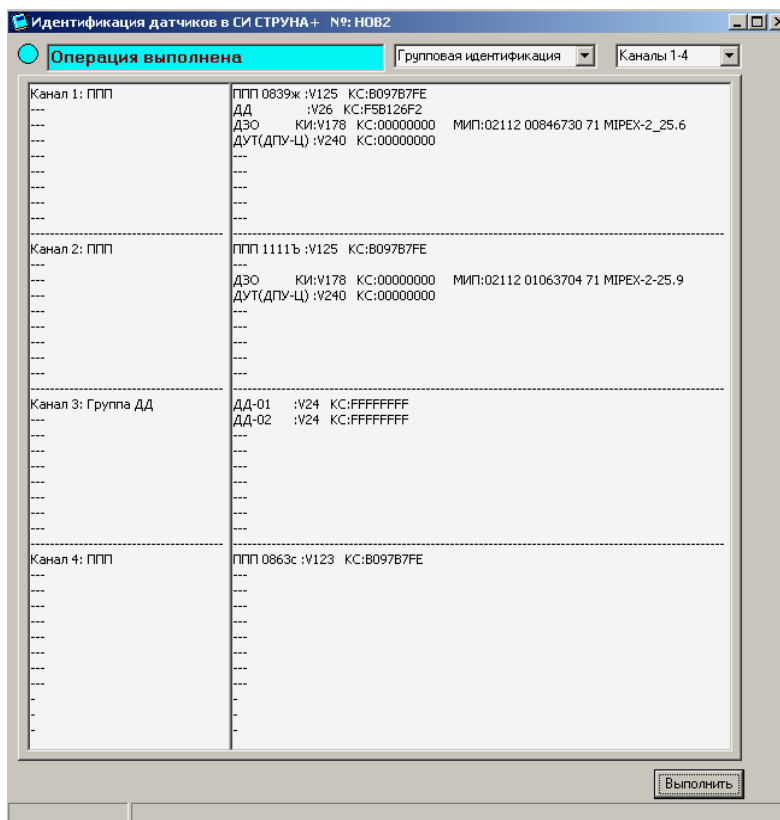 Идентификация датчиков в СИ СТРУНА+ №: НОВ2
Операция выполнена Групповая идентификация Каналы 1-4
Канал 1: ППП ППП 0839ж :V125 КС:B097B7FE
--- ДД :V26 КС:F5B126F2
--- ДЗО КИ:V178 КС:00000000 МИП:02112 00846730 71 MIPEX-2_25.6
--- ДУТ(ДПУ-Ц) :V240 КС:00000000
--- ---
--- ---
--- ---
--- ---
--- ---
Канал 2: ППП ППП 1111Ъ :V125 КС:B097B7FE
--- ---
--- ДЗО КИ:V178 КС:00000000 МИП:02112 01063704 71 MIPEX-2-25.9
--- ДУТ(ДПУ-Ц) :V240 КС:00000000
--- ---
--- ---
--- ---
--- ---
--- ---
Канал 3: Группа ДД ДД-01 :V24 КС:FFFFFFFF
--- ДД-02 :V24 КС:FFFFFFFF
--- ---
--- ---
--- ---
--- ---
--- ---
--- ---
--- ---
Канал 4: ППП ППП 0863с :V123 КС:B097B7FE
--- ---
--- ---
--- ---
--- ---
--- ---
--- ---
--- ---
--- ---
- -
- -
- -
Выполнить